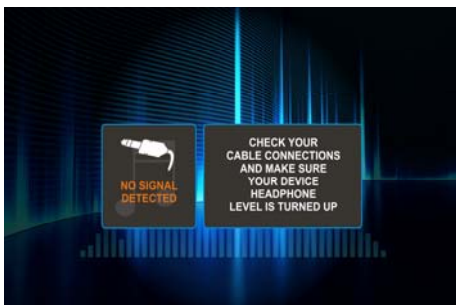 NO SIGNAL
DETECTED
CHECK YOUR
CABLE CONNECTIONS
AND MAKE SURE
YOUR DEVICE
HEADPHONE
LEVEL IS TURNED UP